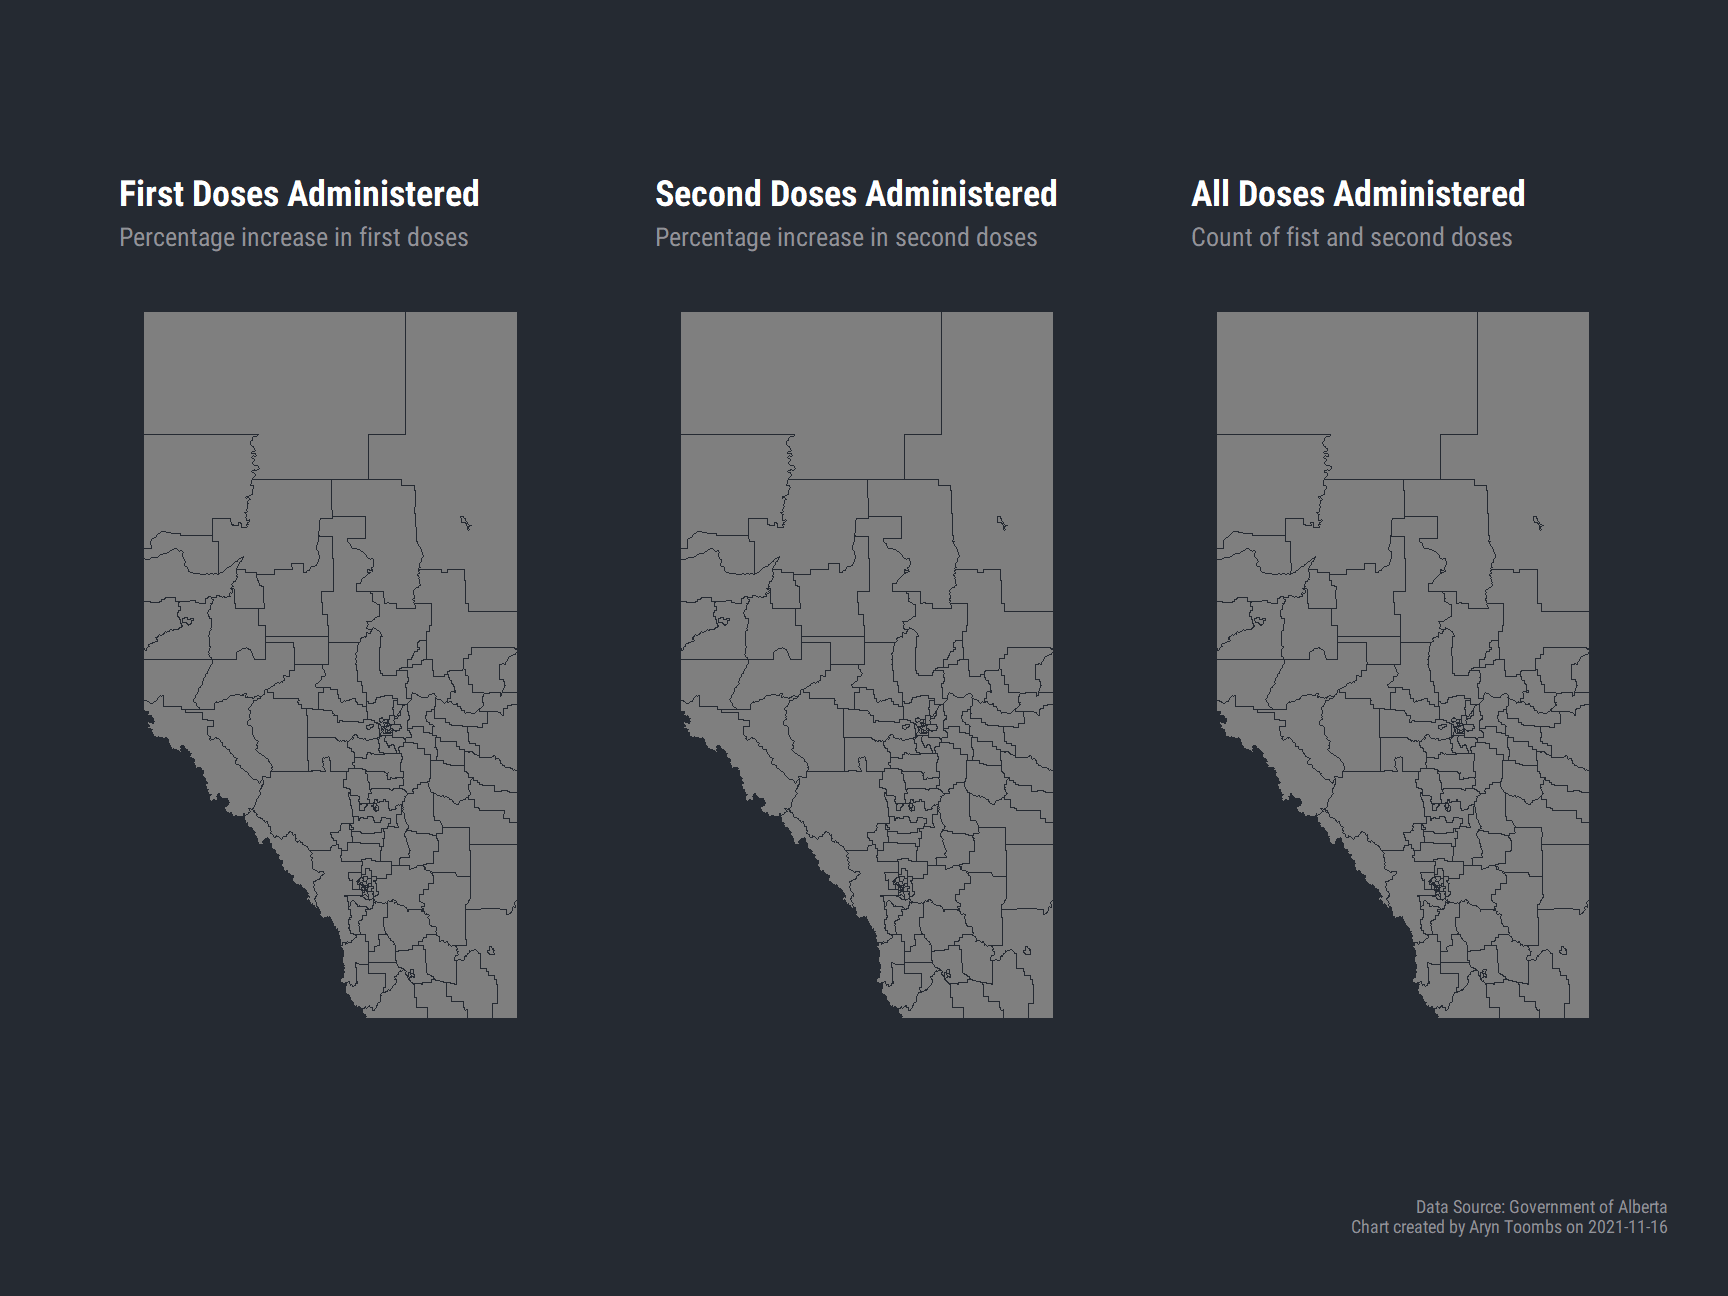 First Doses Administered
Percentage increase in first doses
Second Doses Administered
Percentage increase in second doses
All Doses Administered
Count of fist and second doses
Data Source: Government of Alberta
Chart created by Aryn Toombs on 2021-11-16